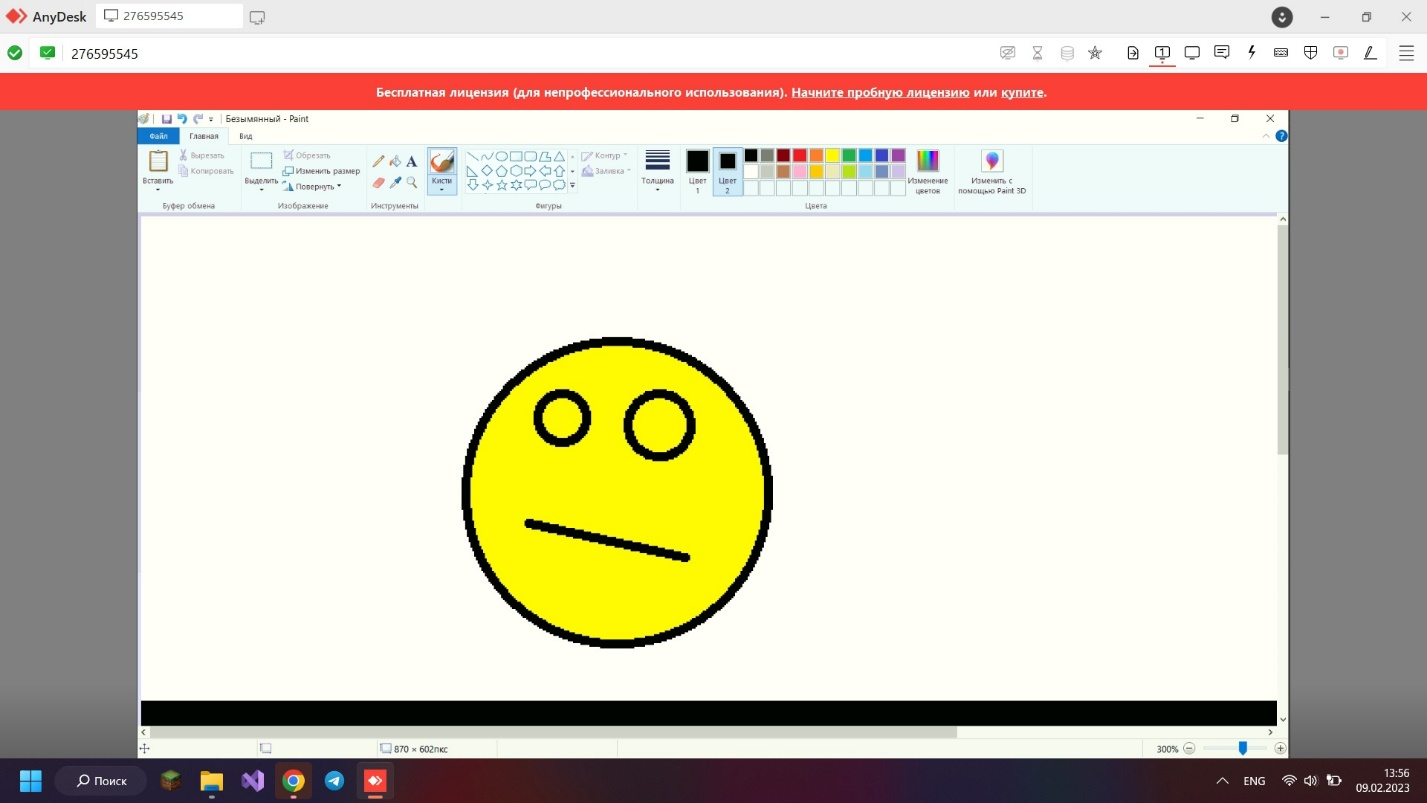 AnyDesk
276595545
276595545
1
Бесплатная лицензия (для непрофессионального использования). Начните пробную лицензию или купите.
Безымянный - Paint
Файл Главная Вид
?
Вставить
Вырезать
Копировать
Буфер обмена
Выделить
Обрезать
Изменить размер
Повернуть
Изображение
A
Инструменты
Кисти
Контур
Заливка
Фигуры
Толщина
Цвет
1
Цвет
2
Изменение
цветов
Цвета
Изменить с
помощью Paint 3D
870 × 602пкс
300%
Поиск
ENG
13:56
09.02.2023